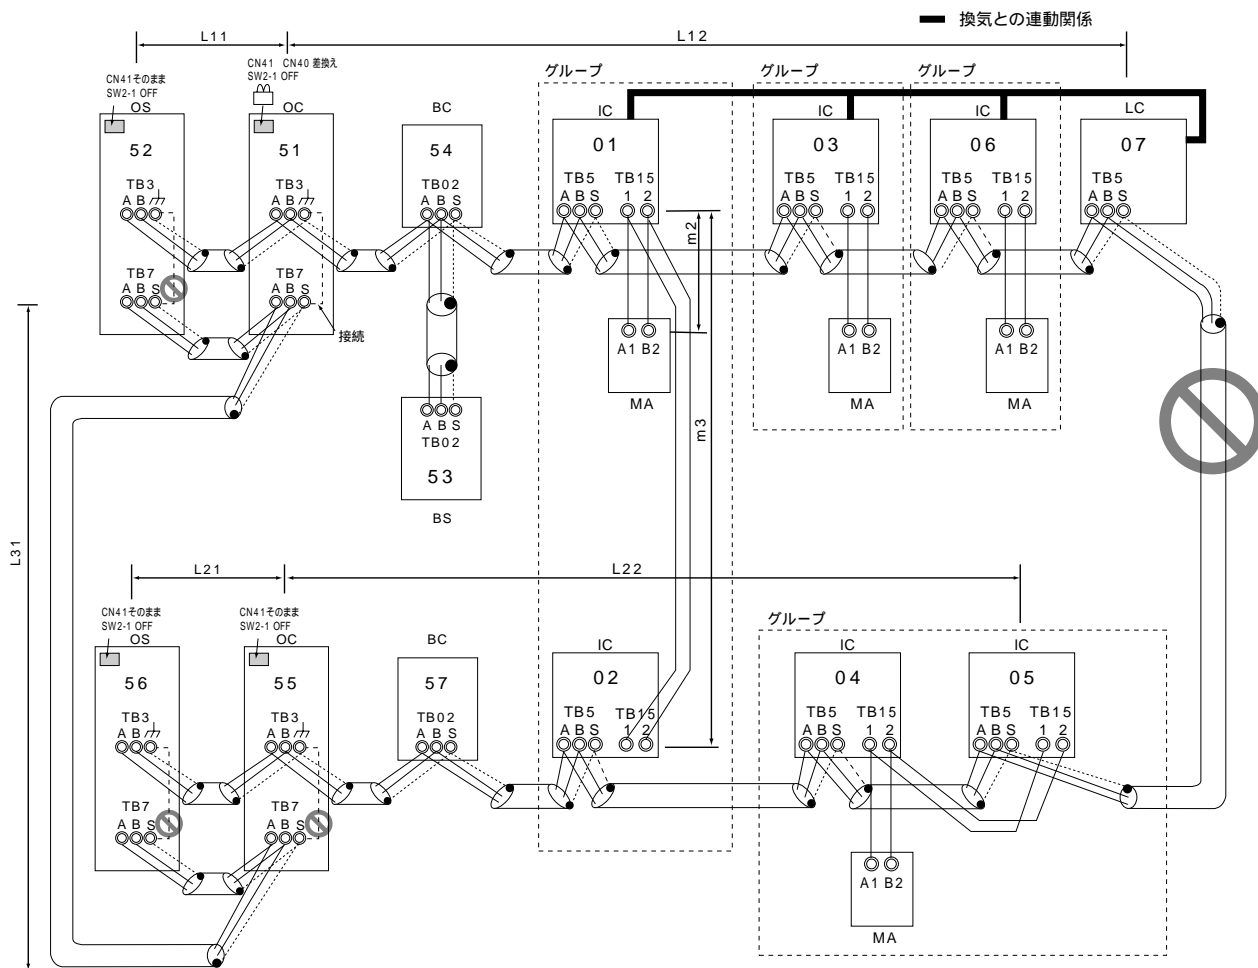 換気との連動関係
L11
L12
CN41そのまま
SW2-1 OFF
OS
CN41 CN40 差換え
SW2-1 OFF
OC
BC
グループ
IC
グループ
IC
グループ
IC
LC
52
TB3
A B
TB7
A B S
51
TB3
A B
TB7
A B S
接続
54
TB02
A B S
01
TB5 TB15
A B S 1 2
03
TB5 TB15
A B S 1 2
06
TB5 TB15
A B S 1 2
07
TB5
A B S
m2
A1 B2
MA
A1 B2
MA
A1 B2
MA
m3
A B S
TB02
53
BS
L31
L21
L22
CN41そのまま
SW2-1 OFF
OS
CN41そのまま
SW2-1 OFF
OC
BC
IC
グループ
IC
IC
56
TB3
A B
TB7
A B S
55
TB3
A B
TB7
A B S
57
TB02
A B S
02
TB5 TB15
A B S 1 2
04
TB5 TB15
A B S 1 2
05
TB5 TB15
A B S 1 2
A1 B2
MA